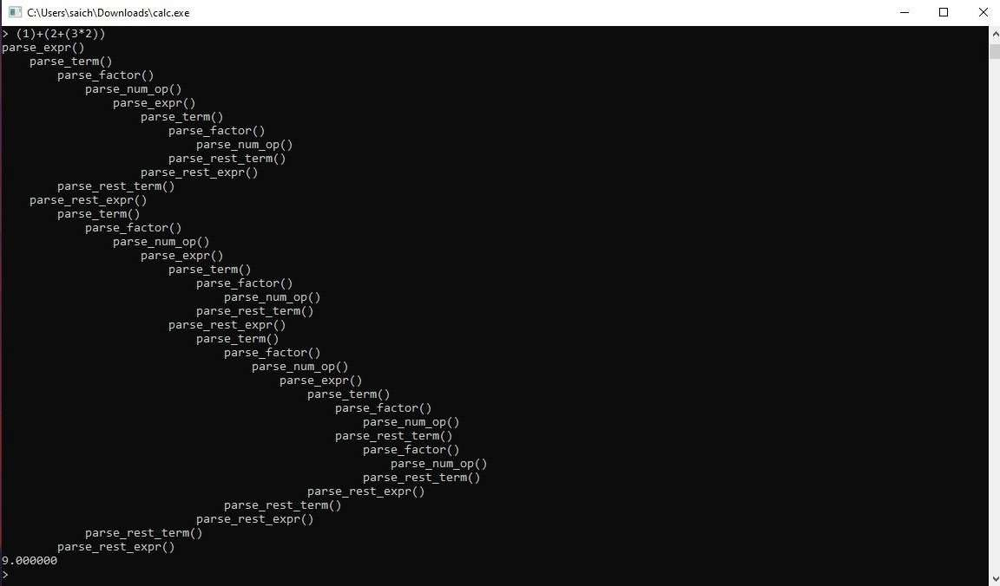 C:\Users\saich\Downloads\calc.exe
> (1)+(2+(3*2))
parse_expr()
    parse_term()
        parse_factor()
            parse_num_op()
                parse_expr()
                    parse_term()
                        parse_factor()
                            parse_num_op()
                        parse_rest_term()
                    parse_rest_expr()
        parse_rest_term()
    parse_rest_expr()
        parse_term()
            parse_factor()
                parse_num_op()
                    parse_expr()
                        parse_term()
                            parse_factor()
                                parse_num_op()
                            parse_rest_term()
                        parse_rest_expr()
                            parse_term()
                                parse_factor()
                                    parse_num_op()
                                        parse_expr()
                                            parse_term()
                                                parse_factor()
                                                    parse_num_op()
                                                parse_rest_term()
                                                    parse_factor()
                                                        parse_num_op()
                                                    parse_rest_term()
                                            parse_rest_expr()
                                parse_rest_term()
                            parse_rest_expr()
            parse_rest_term()
        parse_rest_expr()
9.000000
>